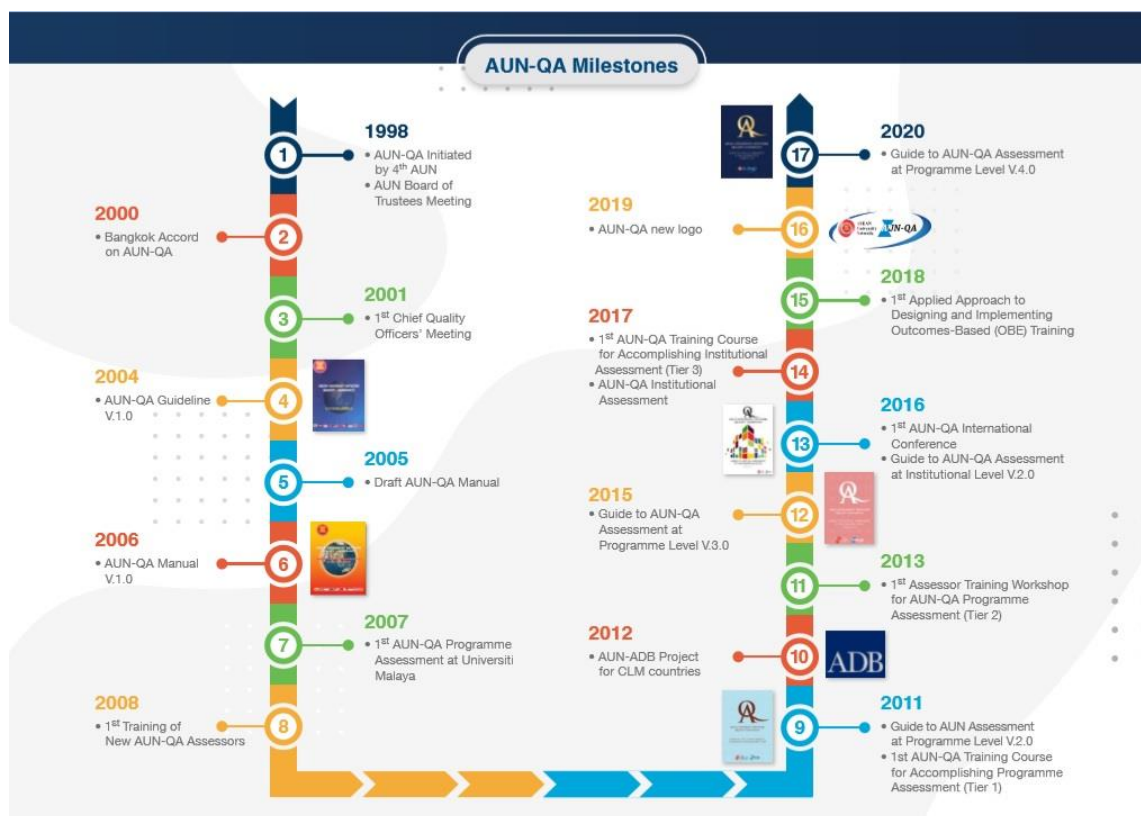 AUN-QA Milestones
1
1998
• AUN-QA Initiated
by 4th AUN
• AUN Board of
Trustees Meeting
2000
• Bangkok Accord
on AUN-QA
2
3
2001
• 1st Chief Quality
Officers' Meeting
2004
• AUN-QA Guideline
V.1.0
4
5
2005
• Draft AUN-QA Manual
2006
• AUN-QA Manual
V.1.0
6
7
2007
• 1st AUN-QA Programme
Assessment at Universiti
Malaya
2008
• 1st Training of
New AUN-QA Assessors
8
9
2011
• Guide to AUN Assessment
at Programme Level V.2.0
• 1st AUN-QA Training Course
for Accomplishing Programme
Assessment (Tier 1)
2012
• AUN-ADB Project
for CLM countries
10
ADB
11
2013
• 1st Assessor Training Workshop
for AUN-QA Programme
Assessment (Tier 2)
2015
• Guide to AUN-QA
Assessment at
Programme Level V.3.0
12
13
2016
• 1st AUN-QA International
Conference
• Guide to AUN-QA Assessment
at Institutional Level V.2.0
2017
• 1st AUN-QA Training Course
for Accomplishing Institutional
Assessment (Tier 3)
• AUN-QA Institutional
Assessment
14
15
2018
• 1st Applied Approach to
Designing and Implementing
Outcomes-Based (OBE) Training
2019
• AUN-QA new logo
16
AUN-QA
17
2020
• Guide to AUN-QA Assessment
at Programme Level V.4.0